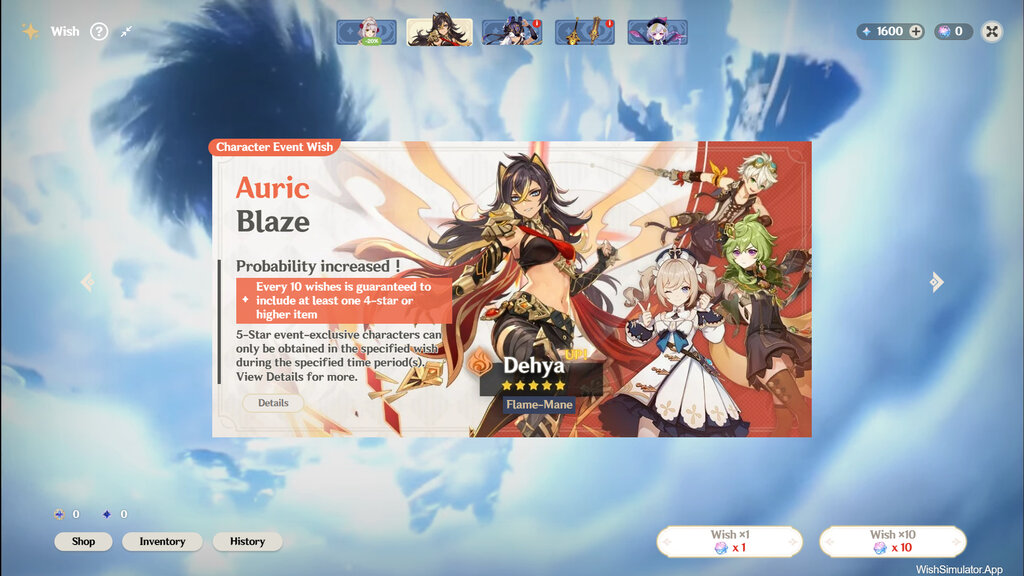 Wish ?
-20%
!
!
1600 +
0
Character Event Wish
Auric
Blaze
Probability increased !
Every 10 wishes is guaranteed to
include at least one 4-star or
higher item
5-Star event-exclusive characters can
only be obtained in the specified wish
during the specified time period(s).
View Details for more.
Details
Dehya
UP!
Flame-Mane
0 0
Shop
Inventory
History
Wish ×1
x 1
Wish ×10
x 10
WishSimulator.App